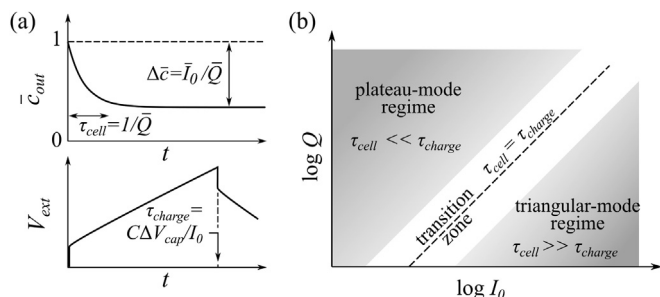 (a)
1
c̄out
0
Δc̄=Ī0/Q̄
τcell=1/Q̄
t
Vext
τcharge=
CΔVcap/I0
t
(b)
log Q
plateau-mode
regime
τcell << τcharge
τcell = τcharge
transition
zone
triangular-mode
regime
τcell >> τcharge
log I0